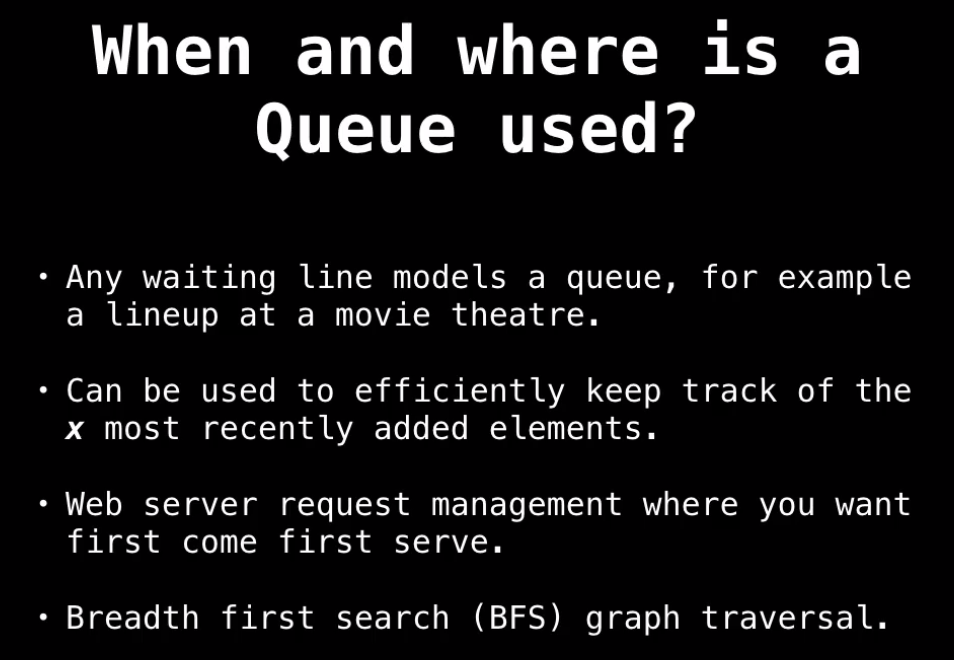 When and where is a
Queue used?
• Any waiting line models a queue, for example
a lineup at a movie theatre.
• Can be used to efficiently keep track of the
x most recently added elements.
• Web server request management where you want
first come first serve.
• Breadth first search (BFS) graph traversal.